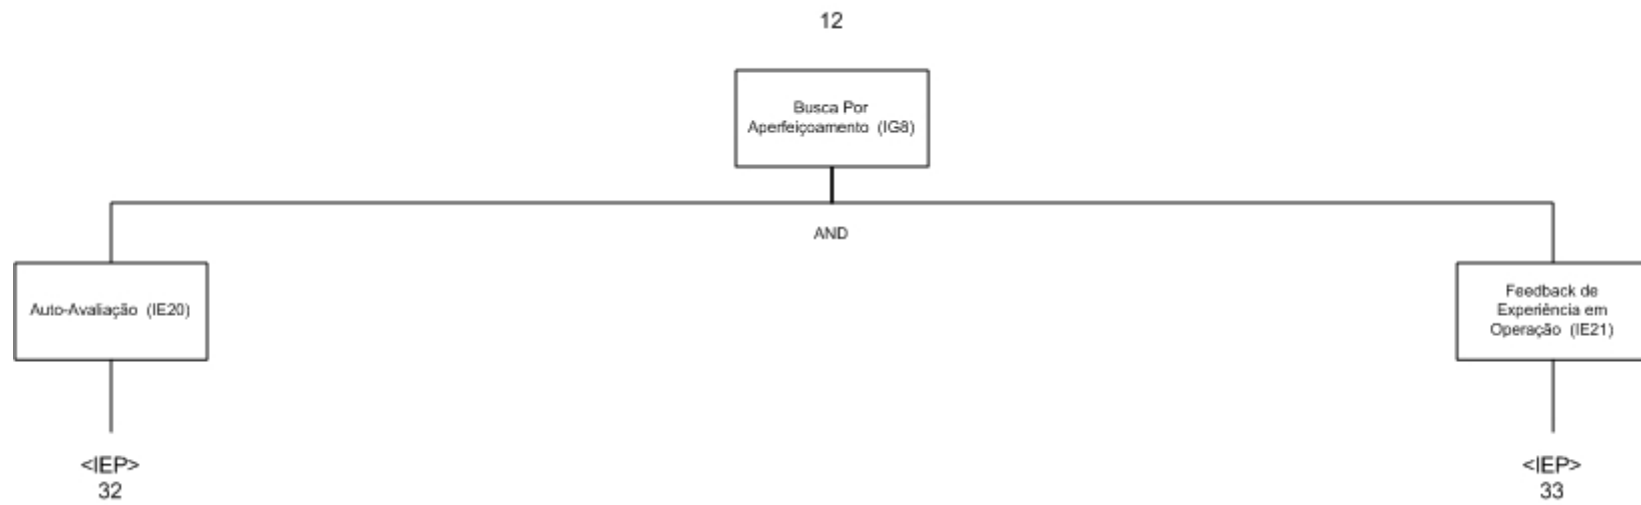 12
Busca Por
Aperfeiçoamento (IG8)
AND
Auto-Avaliação (IE20)
Feedback de
Experiência em
Operação (IE21)
<IEP>
32
<IEP>
33